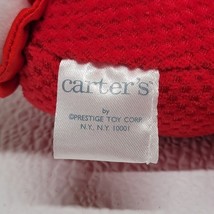 carter's
by
©PRESTIGE TOY CORP.
N.Y., N.Y. 10001